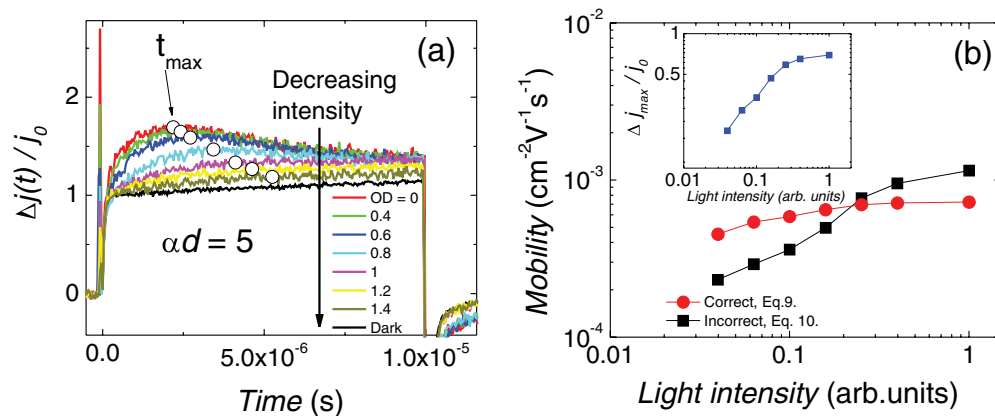 (a)
t_max
Decreasing
intensity
αd = 5
OD = 0
0.4
0.6
0.8
1
1.2
1.4
Dark
2
1
0
Δj(t) / j_0
0.0
5.0x10^-6
1.0x10^-5
Time (s)
(b)
10^-2
10^-3
10^-4
Mobility (cm^-2V^-1s^-1)
1
0.5
Δ j_max / j_0
0.01
0.1
1
Light intensity (arb. units)
Correct, Eq.9.
Incorrect, Eq. 10.
0.01
0.1
1
Light intensity (arb.units)